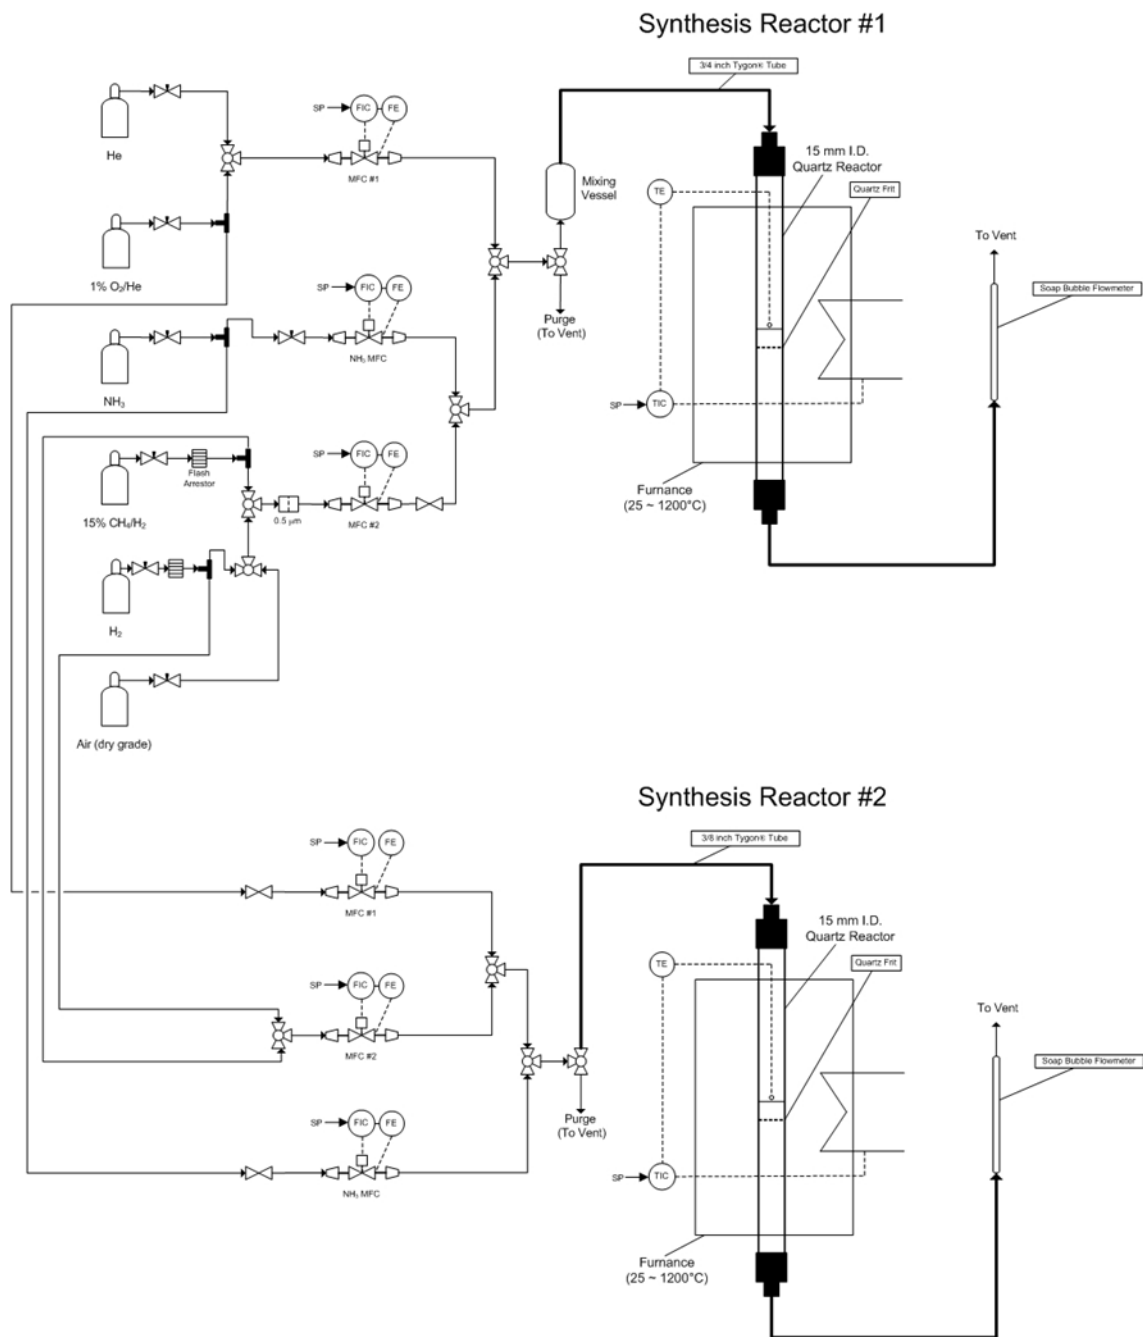 Synthesis Reactor #1
3/4 inch Tygon® Tube
SP
FIC
FE
MFC #1
He
15 mm I.D.
Quartz Reactor
Quartz Frit
Mixing
Vessel
TE
1% O₂/He
To Vent
Soap Bubble Flowmeter
SP
FIC
FE
NH₃ MFC
Purge
(To Vent)
NH₃
SP
TIC
SP
FIC
FE
Flash
Arrestor
0.5 μm
MFC #2
15% CH₄/H₂
Furnance
(25 ~ 1200°C)
H₂
Air (dry grade)
Synthesis Reactor #2
3/8 inch Tygon® Tube
SP
FIC
FE
MFC #1
15 mm I.D.
Quartz Reactor
Quartz Frit
TE
SP
FIC
FE
MFC #2
To Vent
Soap Bubble Flowmeter
Purge
(To Vent)
SP
FIC
FE
NH₃ MFC
SP
TIC
Furnance
(25 ~ 1200°C)